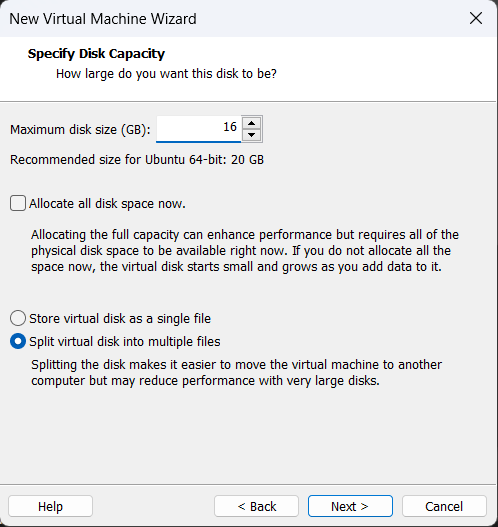 New Virtual Machine Wizard
Specify Disk Capacity
How large do you want this disk to be?
Maximum disk size (GB): 16
Recommended size for Ubuntu 64-bit: 20 GB
Allocate all disk space now.
Allocating the full capacity can enhance performance but requires all of the
physical disk space to be available right now. If you do not allocate all the
space now, the virtual disk starts small and grows as you add data to it.
Store virtual disk as a single file
Split virtual disk into multiple files
Splitting the disk makes it easier to move the virtual machine to another
computer but may reduce performance with very large disks.
Help < Back Next > Cancel